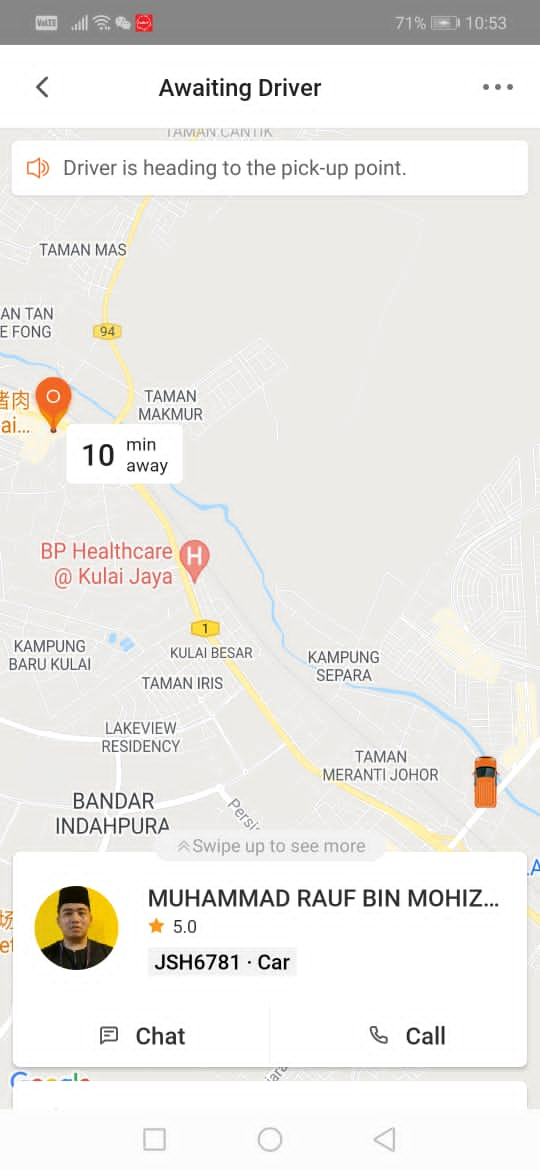 VoLTE
71%
10:53
Awaiting Driver
TAMAN CANTIK
Driver is heading to the pick-up point.
TAMAN MAS
AN TAN
E FONG
94
猪肉
ai...
TAMAN
MAKMUR
10 min
away
BP Healthcare
@ Kulai Jaya
H
1
KAMPUNG
BARU KULAI
KULAI BESAR
KAMPUNG
SEPARA
TAMAN IRIS
LAKEVIEW
RESIDENCY
TAMAN
MERANTI JOHOR
BANDAR
INDAHPURA
Persi
Swipe up to see more
MUHAMMAD RAUF BIN MOHIZ...
5.0
JSH6781 · Car
Chat
Call
Google